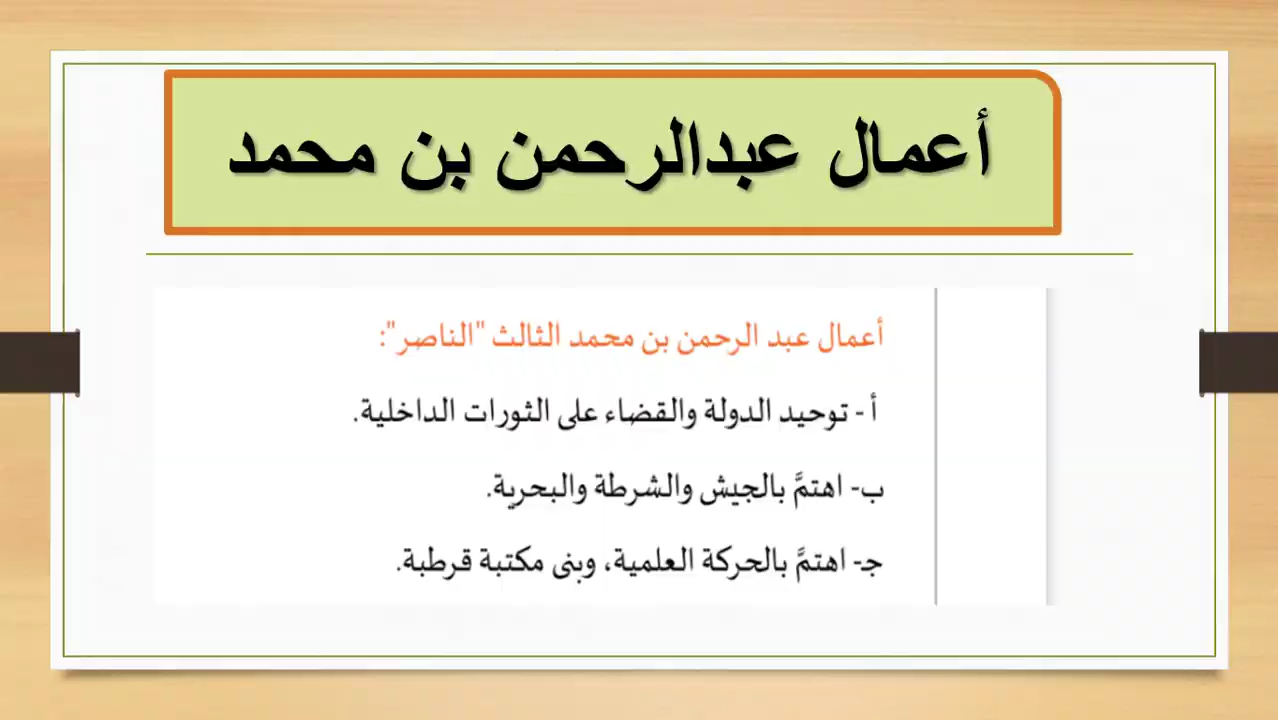 أعمال عبدالرحمن بن محمد
أعمال عبد الرحمن بن محمد الثالث "الناصر":
أ - توحيد الدولة والقضاء على الثورات الداخلية.
ب- اهتمَّ بالجيش والشرطة والبحرية.
جـ- اهتمَّ بالحركة العلمية، وبنى مكتبة قرطبة.